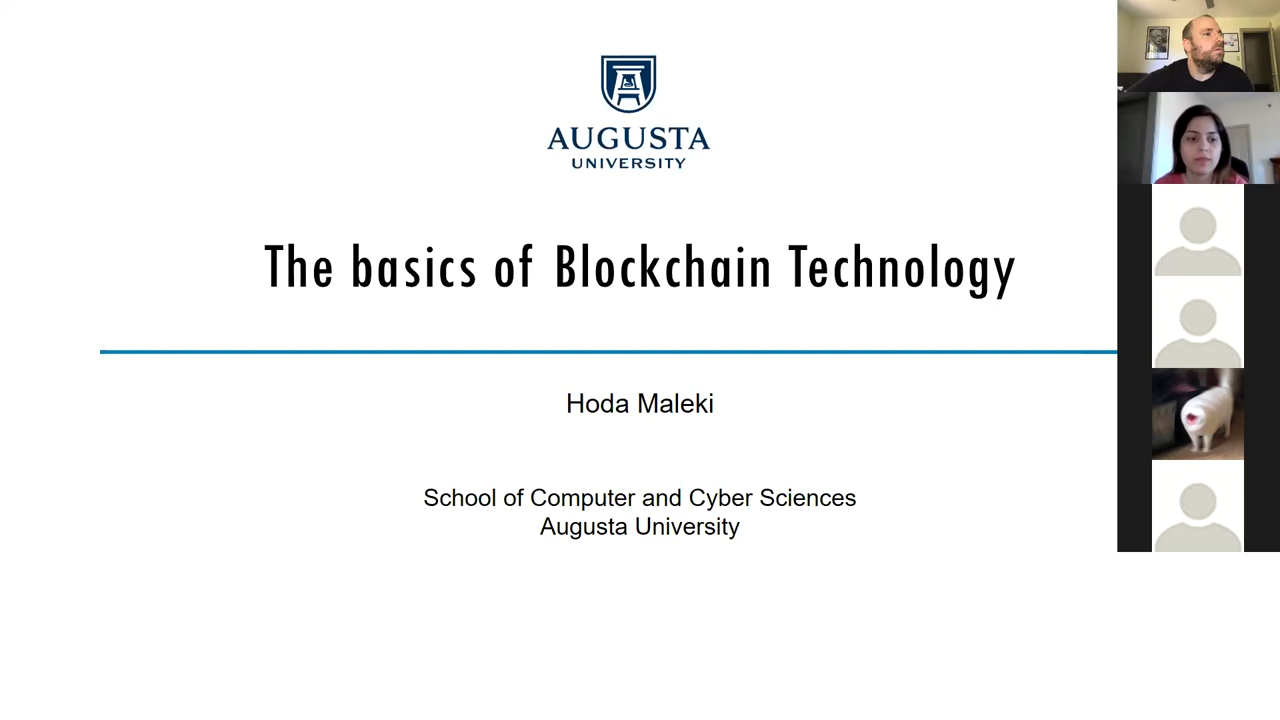 AUGUSTA
UNIVERSITY
The basics of Blockchain Technology
Hoda Maleki
School of Computer and Cyber Sciences
Augusta University